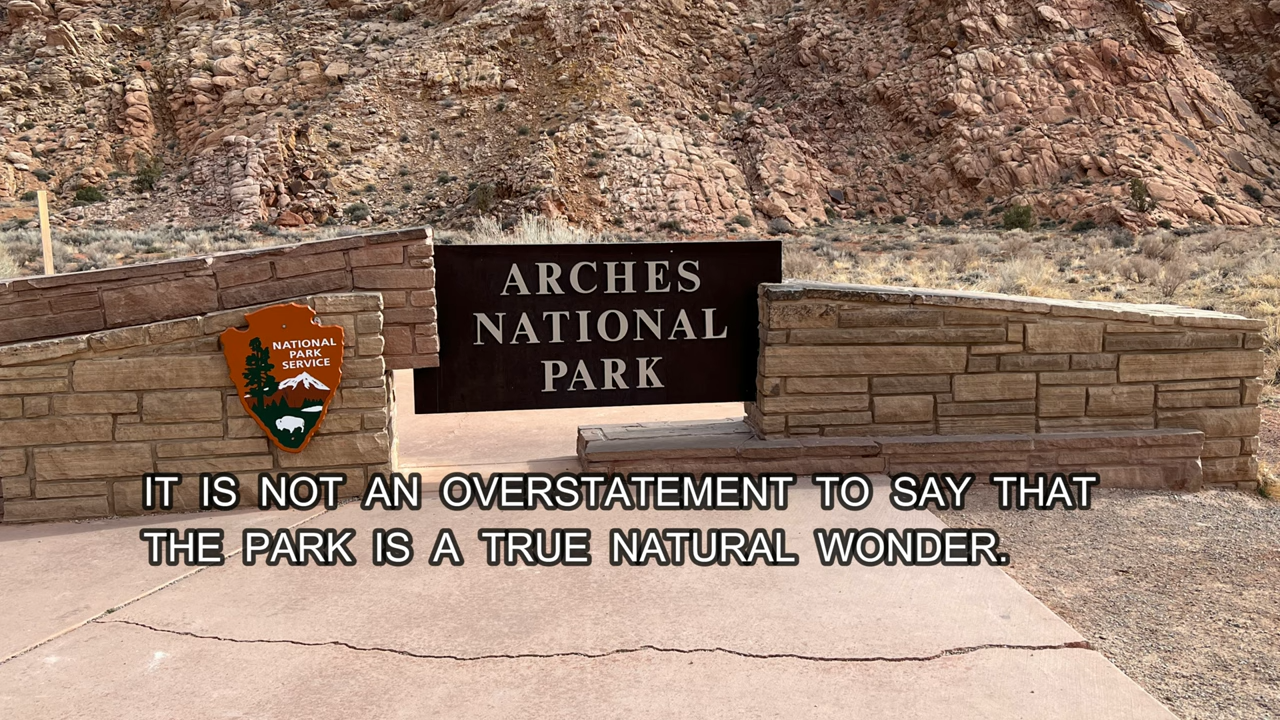 ARCHES
NATIONAL
PARK
NATIONAL
PARK
SERVICE
IT IS NOT AN OVERSTATEMENT TO SAY THAT
THE PARK IS A TRUE NATURAL WONDER.